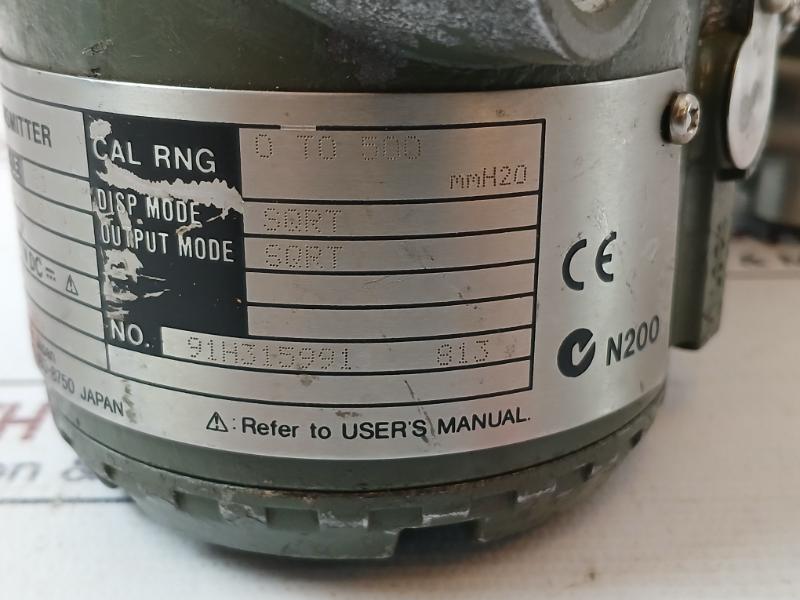 CAL RNG 0 TO 500
mmH2O
DISP.MODE SQRT
OUTPUT MODE SQRT
DC
NO. 91H315991 813
-8750 JAPAN
⚠: Refer to USER'S MANUAL.
CE
N200